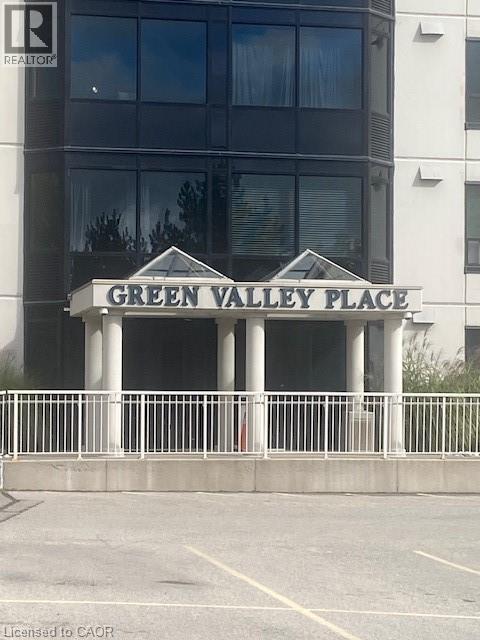 REALTOR®
GREEN VALLEY PLACE
Licensed to CAOR